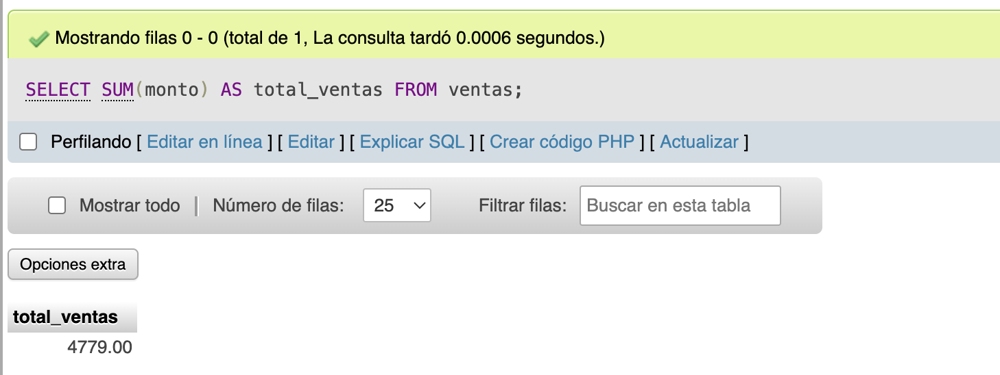 Mostrando filas 0 - 0 (total de 1, La consulta tardó 0.0006 segundos.)
SELECT SUM(monto) AS total_ventas FROM ventas;
Perfilando [ Editar en línea ] [ Editar ] [ Explicar SQL ] [ Crear código PHP ] [ Actualizar ]
Mostrar todo | Número de filas: 25 Filtrar filas: Buscar en esta tabla
Opciones extra
total_ventas
4779.00